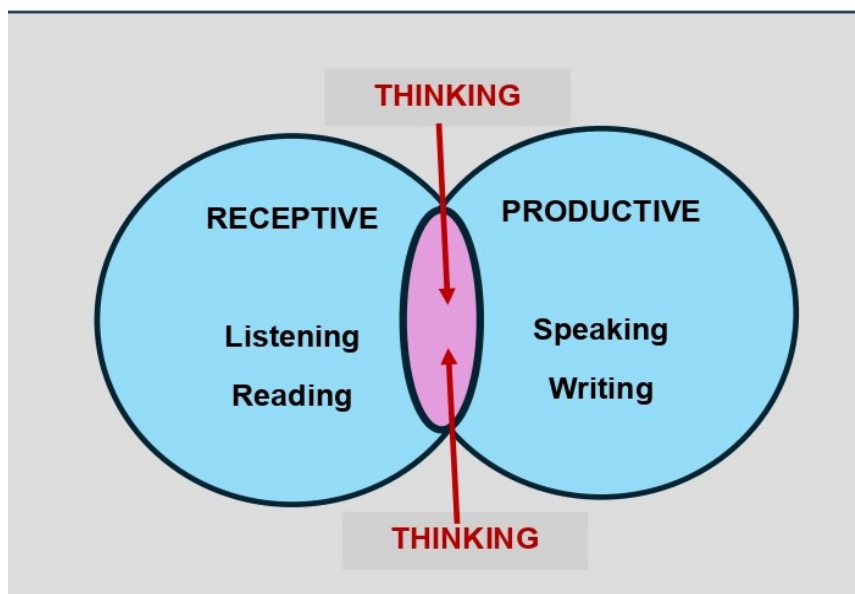 THINKING
RECEPTIVE
PRODUCTIVE
Listening
Speaking
Reading
Writing
THINKING